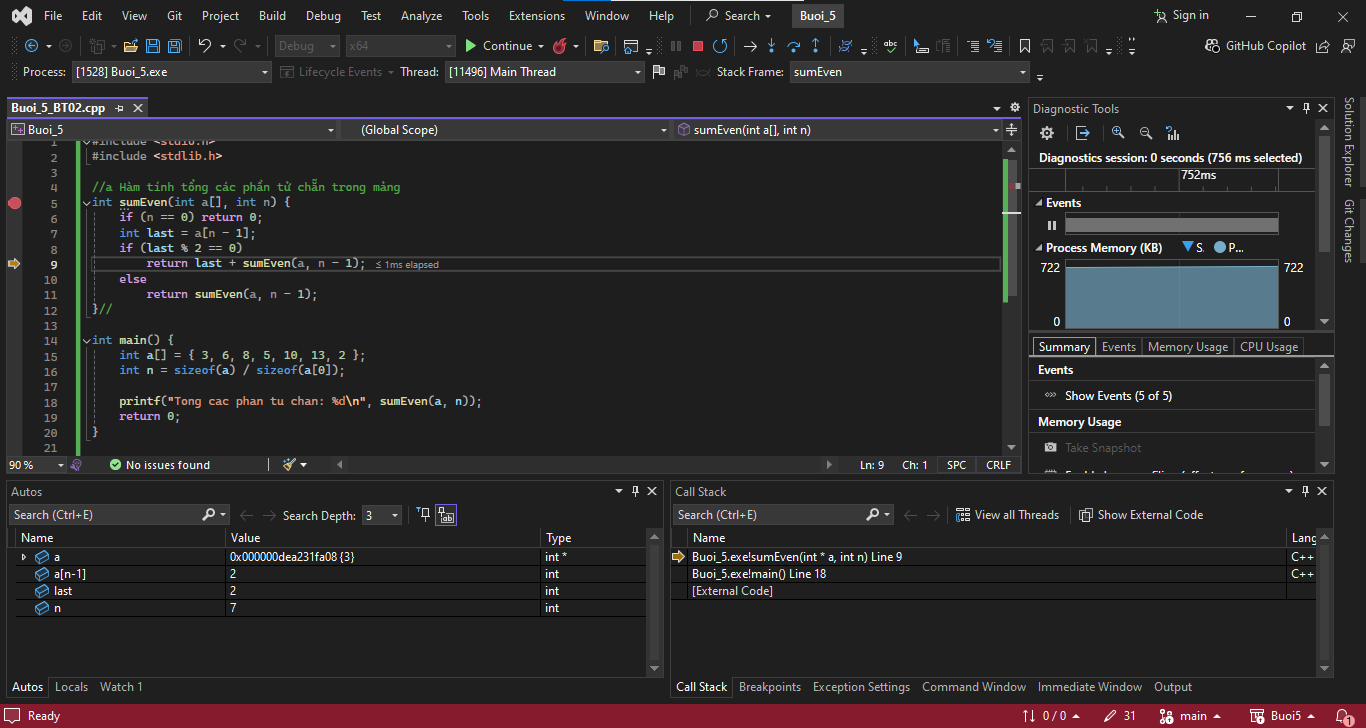 File Edit View Git Project Build Debug Test Analyze Tools Extensions Window Help Search Buoi_5 Sign in
Debug x64 Continue GitHub Copilot
Process: [1528] Buoi_5.exe Lifecycle Events Thread: [11496] Main Thread Stack Frame: sumEven
Buoi_5_BT02.cpp
Buoi_5 (Global Scope) sumEven(int a[], int n)
1 #include <stdio.h>
2 #include <stdlib.h>
3
4 //a Hàm tính tổng các phần tử chẵn trong mảng
5 int sumEven(int a[], int n) {
6 if (n == 0) return 0;
7 int last = a[n - 1];
8 if (last % 2 == 0)
9 return last + sumEven(a, n - 1); ≤ 1ms elapsed
10 else
11 return sumEven(a, n - 1);
12 }//
13
14 int main() {
15 int a[] = { 3, 6, 8, 5, 10, 13, 2 };
16 int n = sizeof(a) / sizeof(a[0]);
17
18 printf("Tong cac phan tu chan: %d\n", sumEven(a, n));
19 return 0;
20 }
21
90 % No issues found Ln: 9 Ch: 1 SPC CRLF
Diagnostic Tools
Diagnostics session: 0 seconds (756 ms selected)
752ms
Events
Process Memory (KB) S. P...
722 722
0 0
Summary Events Memory Usage CPU Usage
Events
Show Events (5 of 5)
Memory Usage
Take Snapshot
Solution Explorer
Git Changes
Autos
Search (Ctrl+E) Search Depth: 3
Name Value Type
a 0x000000dea231fa08 {3} int *
a[n-1] 2 int
last 2 int
n 7 int
Autos Locals Watch 1
Call Stack
Search (Ctrl+E) View all Threads Show External Code
Name Lang
Buoi_5.exe!sumEven(int * a, int n) Line 9 C++
Buoi_5.exe!main() Line 18 C++
[External Code]
Call Stack Breakpoints Exception Settings Command Window Immediate Window Output
Ready 0 / 0 31 main Buoi5 1